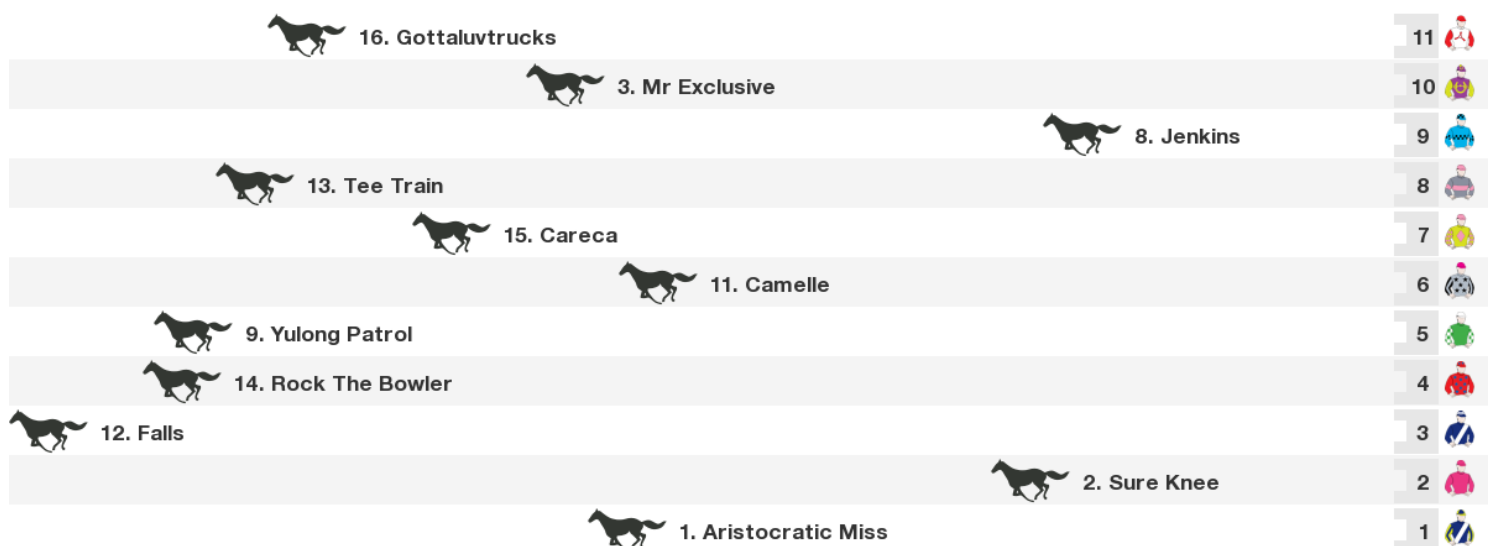 16. Gottaluvtrucks 11
3. Mr Exclusive 10
8. Jenkins 9
13. Tee Train 8
15. Careca 7
11. Camelle 6
9. Yulong Patrol 5
14. Rock The Bowler 4
12. Falls 3
2. Sure Knee 2
1. Aristocratic Miss 1